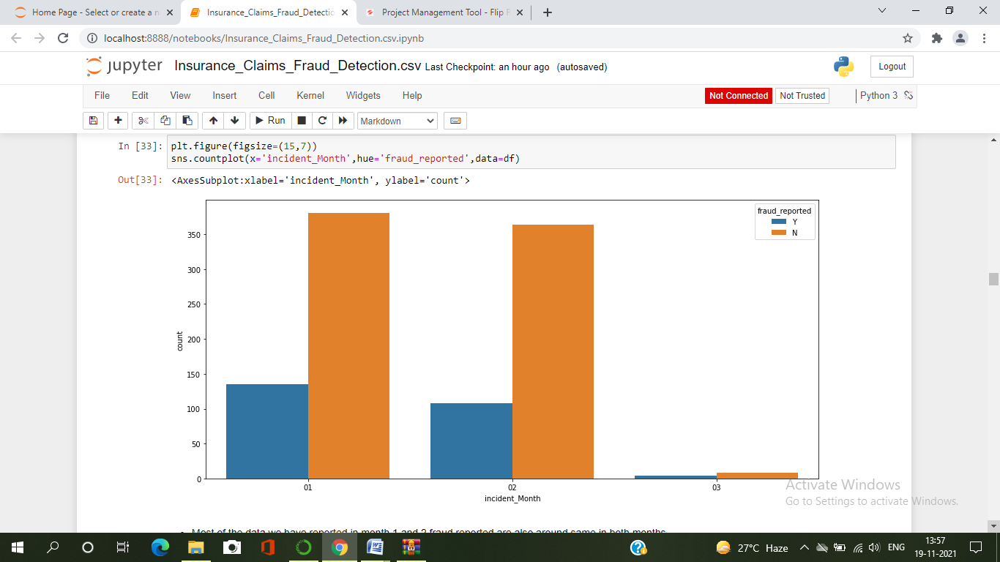 Home Page - Select or create a n
Insurance_Claims_Fraud_Detectio
Project Management Tool - Flip R
localhost:8888/notebooks/Insurance_Claims_Fraud_Detection.csv.ipynb
jupyter Insurance_Claims_Fraud_Detection.csv Last Checkpoint: an hour ago (autosaved)
Logout
File Edit View Insert Cell Kernel Widgets Help
Not Connected Not Trusted Python 3
Run Markdown
In [33]: plt.figure(figsize=(15,7))
sns.countplot(x='incident_Month',hue='fraud_reported',data=df)
Out[33]: <AxesSubplot:xlabel='incident_Month', ylabel='count'>
fraud_reported
Y
N
350
300
250
200
150
100
50
0
count
01 02 03
incident_Month
Activate Windows
Go to Settings to activate Windows.
Most of the data we have reported in month 1 and 2 fraud reported are also around same in both months
27°C Haze ENG 13:57
19-11-2021